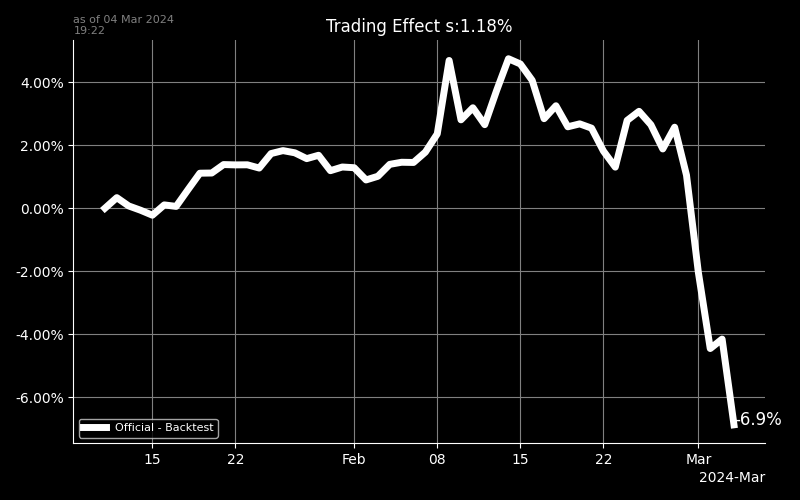 as of 04 Mar 2024
19:22
Trading Effect s:1.18%
4.00%
2.00%
0.00%
-2.00%
-4.00%
-6.00%
-6.9%
Official - Backtest
15
22
Feb
08
15
22
Mar
2024-Mar